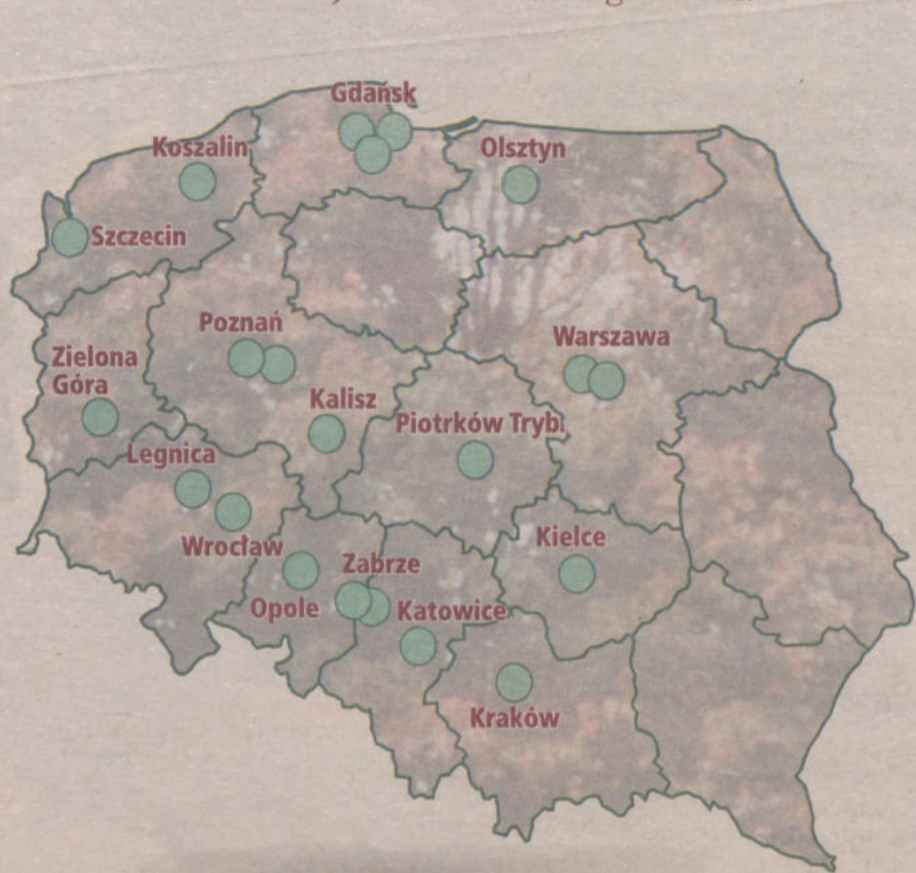 Gdańsk
Koszalin
Olsztyn
Szczecin
Poznań
Warszawa
Zielona
Góra
Kalisz
Piotrków Tryb.
Legnica
Wrocław
Kielce
Zabrze
Opole
Katowice
Kraków